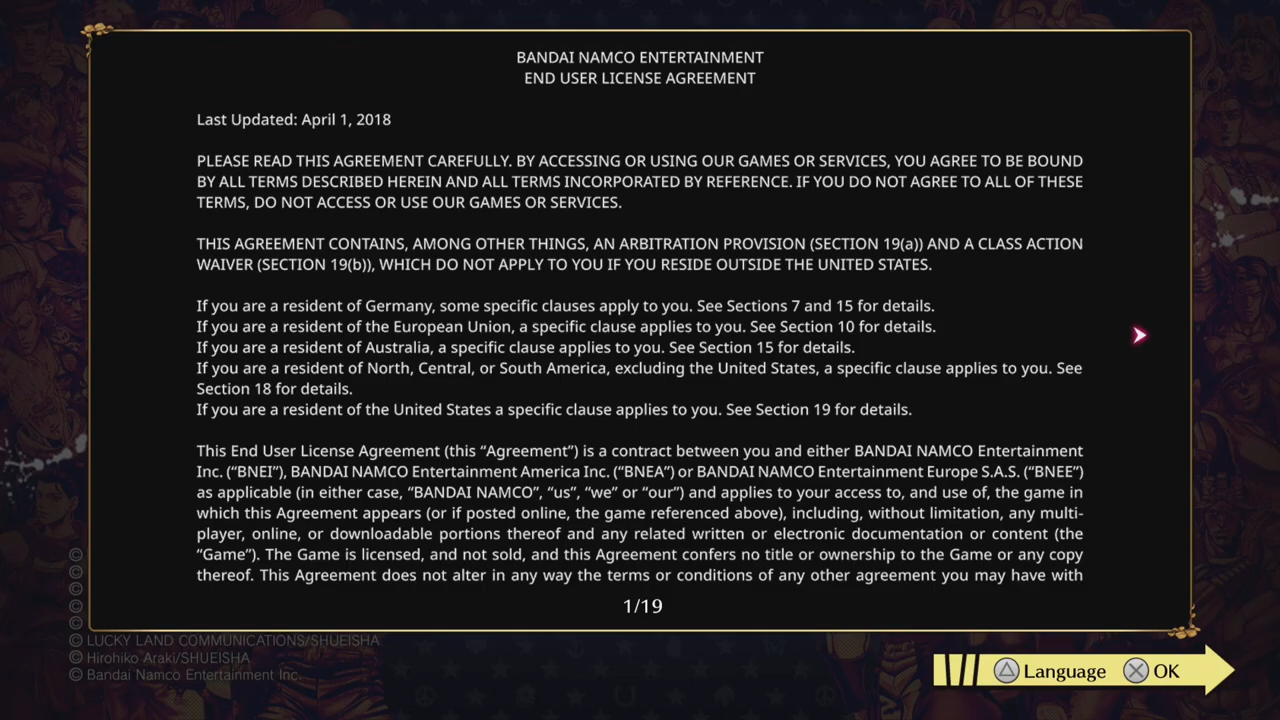 BANDAI NAMCO ENTERTAINMENT
END USER LICENSE AGREEMENT
Last Updated: April 1, 2018
PLEASE READ THIS AGREEMENT CAREFULLY. BY ACCESSING OR USING OUR GAMES OR SERVICES, YOU AGREE TO BE BOUND
BY ALL TERMS DESCRIBED HEREIN AND ALL TERMS INCORPORATED BY REFERENCE. IF YOU DO NOT AGREE TO ALL OF THESE
TERMS, DO NOT ACCESS OR USE OUR GAMES OR SERVICES.
THIS AGREEMENT CONTAINS, AMONG OTHER THINGS, AN ARBITRATION PROVISION (SECTION 19(a)) AND A CLASS ACTION
WAIVER (SECTION 19(b)), WHICH DO NOT APPLY TO YOU IF YOU RESIDE OUTSIDE THE UNITED STATES.
If you are a resident of Germany, some specific clauses apply to you. See Sections 7 and 15 for details.
If you are a resident of the European Union, a specific clause applies to you. See Section 10 for details.
If you are a resident of Australia, a specific clause applies to you. See Section 15 for details.
If you are a resident of North, Central, or South America, excluding the United States, a specific clause applies to you. See
Section 18 for details.
If you are a resident of the United States a specific clause applies to you. See Section 19 for details.
This End User License Agreement (this “Agreement”) is a contract between you and either BANDAI NAMCO Entertainment
Inc. (“BNEI”), BANDAI NAMCO Entertainment America Inc. (“BNEA”) or BANDAI NAMCO Entertainment Europe S.A.S. (“BNEE”)
as applicable (in either case, “BANDAI NAMCO”, “us”, “we” or “our”) and applies to your access to, and use of, the game in
which this Agreement appears (or if posted online, the game referenced above), including, without limitation, any multi-
player, online, or downloadable portions thereof and any related written or electronic documentation or content (the
“Game”). The Game is licensed, and not sold, and this Agreement confers no title or ownership to the Game or any copy
thereof. This Agreement does not alter in any way the terms or conditions of any other agreement you may have with
1/19
©
©
©
©
©
© LUCKY LAND COMMUNICATIONS/SHUEISHA
© Hirohiko Araki/SHUEISHA
© Bandai Namco Entertainment Inc.
Language OK